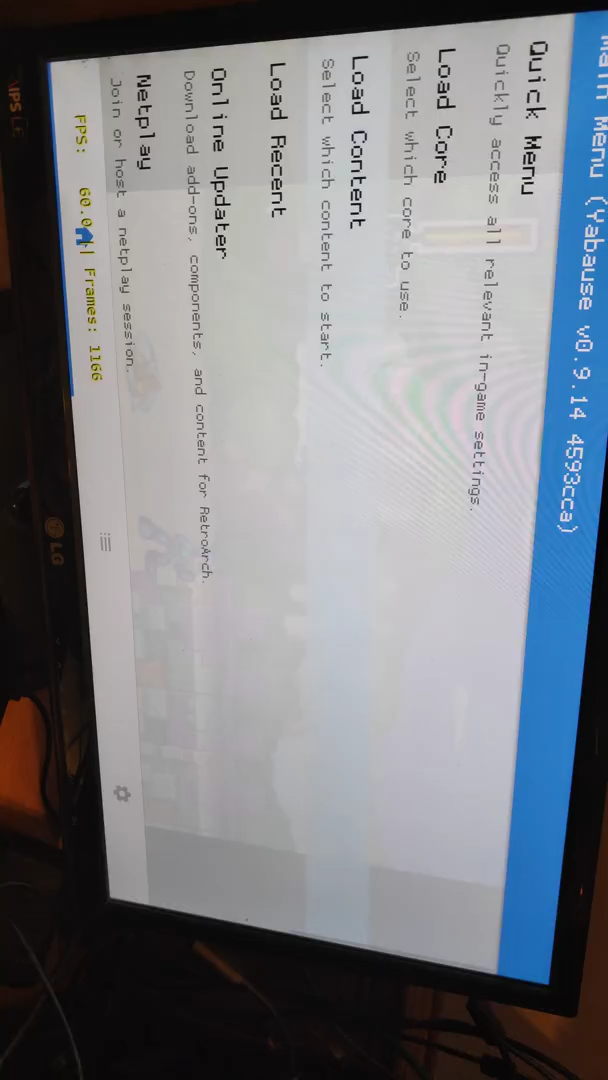 Main Menu (Yabause v0.9.14 4593cca)
Quick Menu
Quickly access all relevant in-game settings.
Load Core
Select which core to use.
Load Content
Select which content to start.
Load Recent
Online Updater
Download add-ons, components, and content for RetroArch.
Netplay
Join or host a netplay session.
FPS: 60.0 || Frames: 1166
IPS
LG